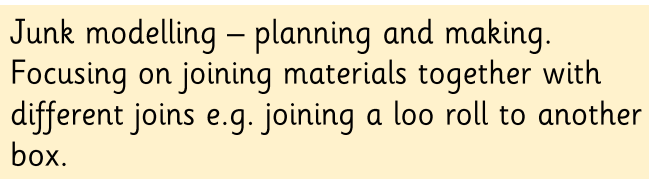 Junk modelling – planning and making.
Focusing on joining materials together with
different joins e.g. joining a loo roll to another
box.